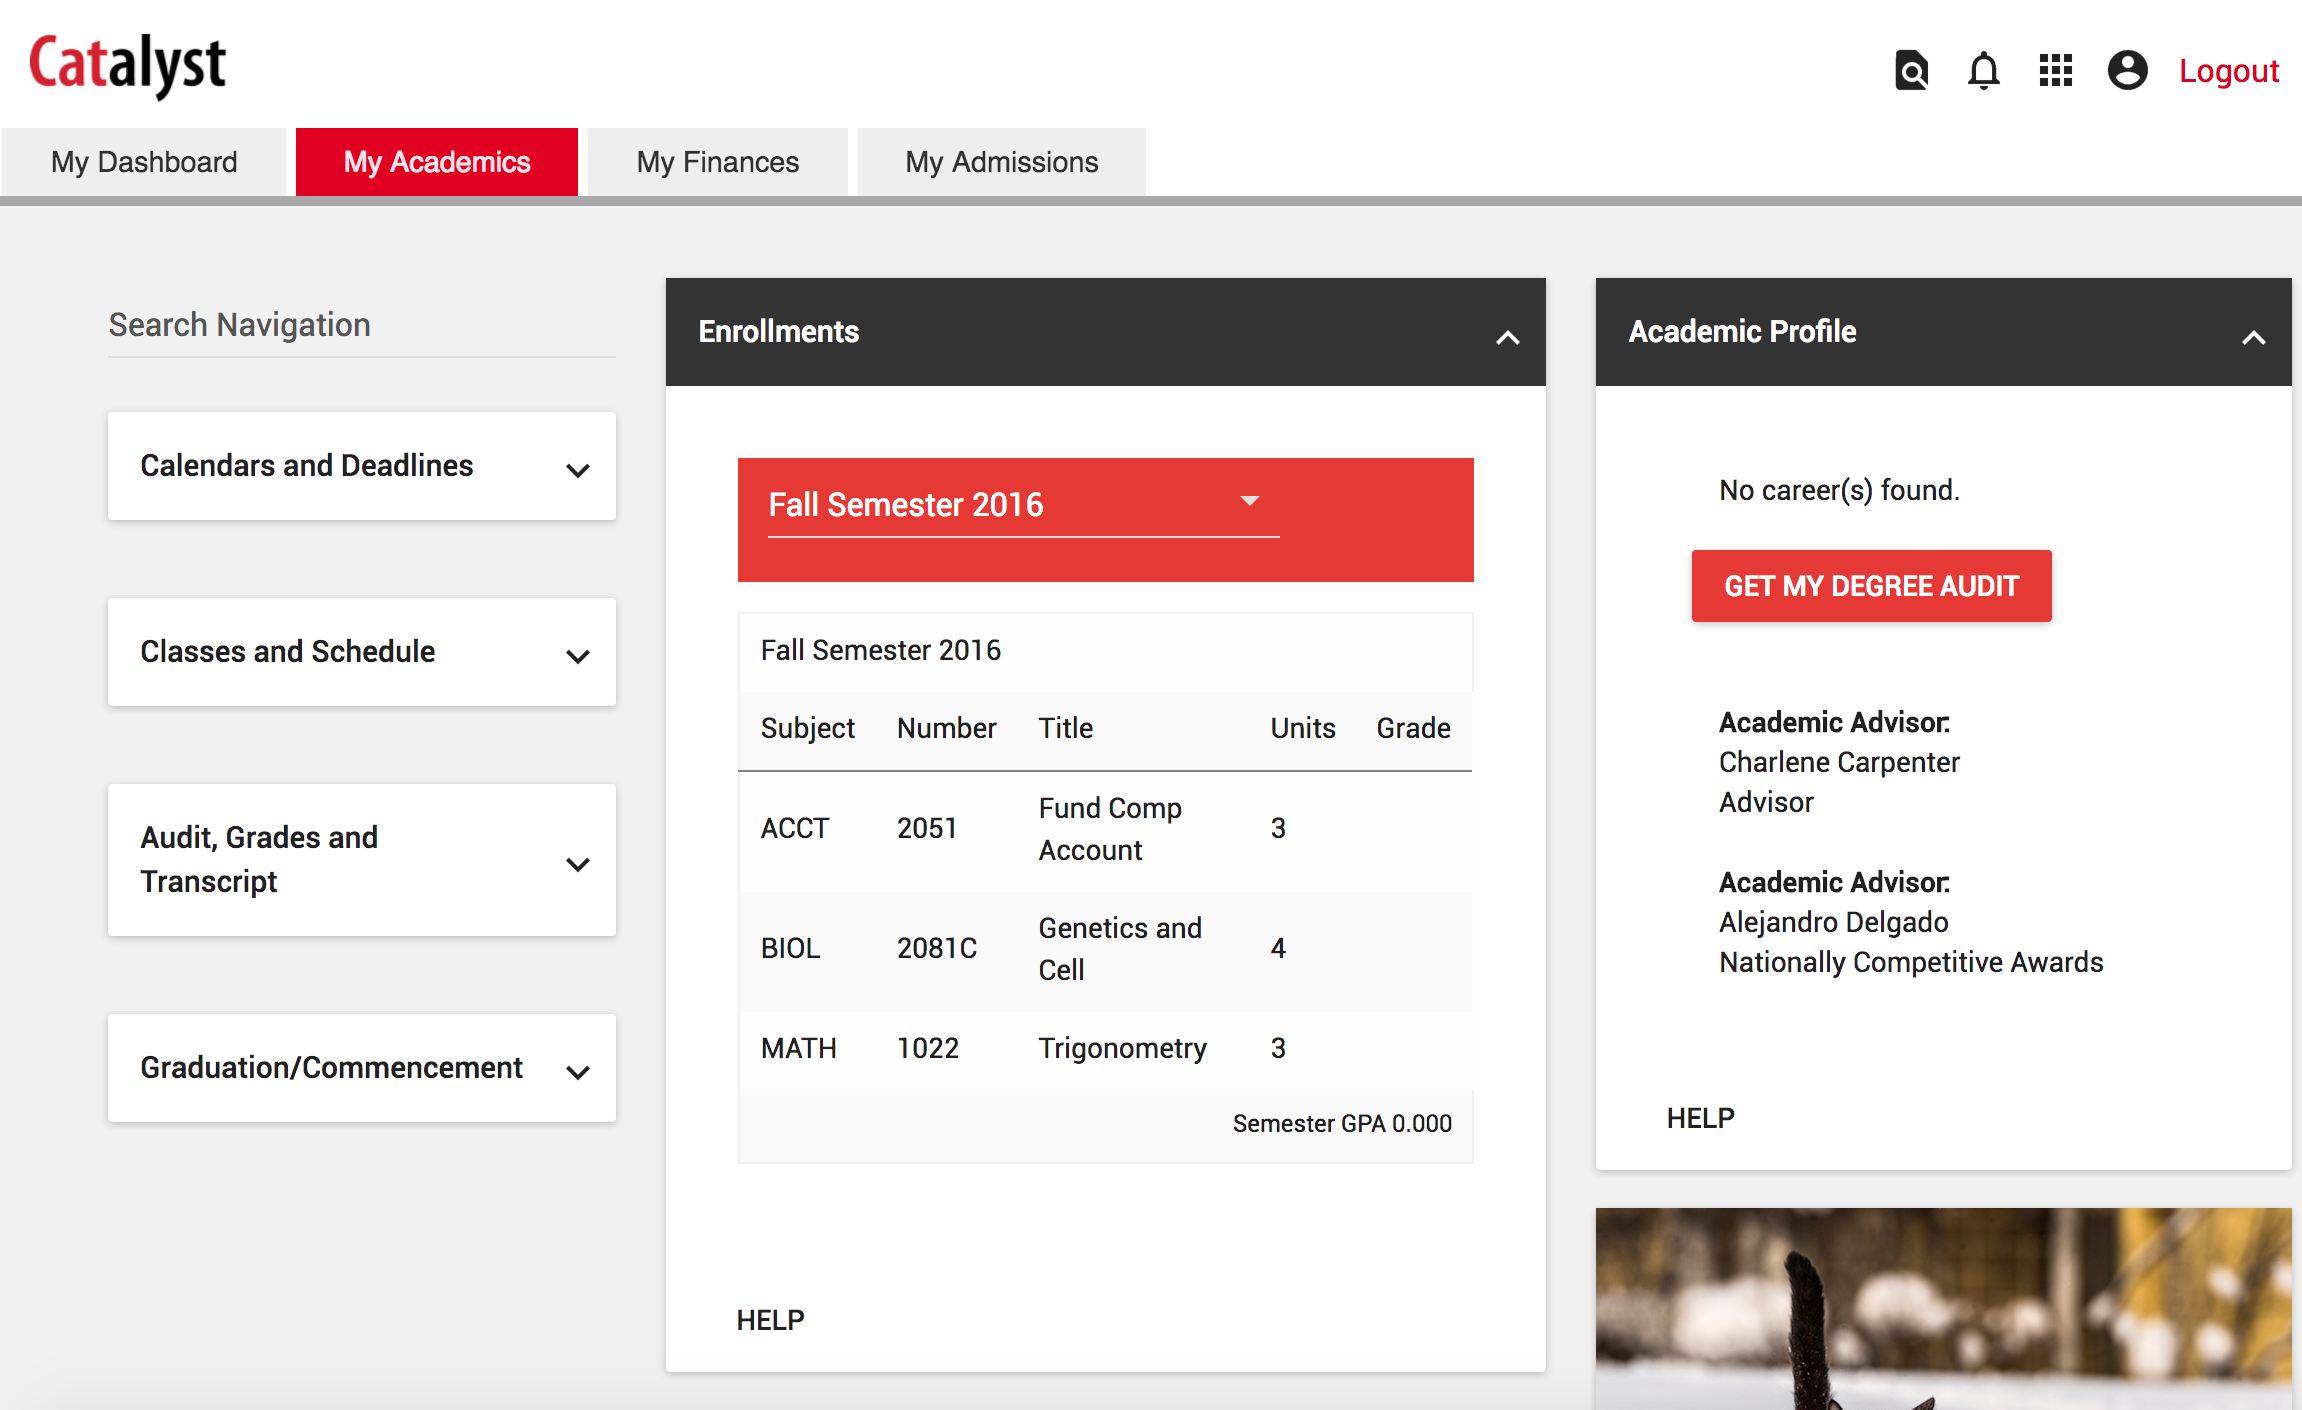 Catalyst
Logout
My Dashboard
My Academics
My Finances
My Admissions
Search Navigation
Calendars and Deadlines
Classes and Schedule
Audit, Grades and
Transcript
Graduation/Commencement
Enrollments
Fall Semester 2016
Fall Semester 2016
Subject Number Title Units Grade
ACCT 2051 Fund Comp Account 3
BIOL 2081C Genetics and Cell 4
MATH 1022 Trigonometry 3
Semester GPA 0.000
HELP
Academic Profile
No career(s) found.
GET MY DEGREE AUDIT
Academic Advisor:
Charlene Carpenter
Advisor
Academic Advisor:
Alejandro Delgado
Nationally Competitive Awards
HELP